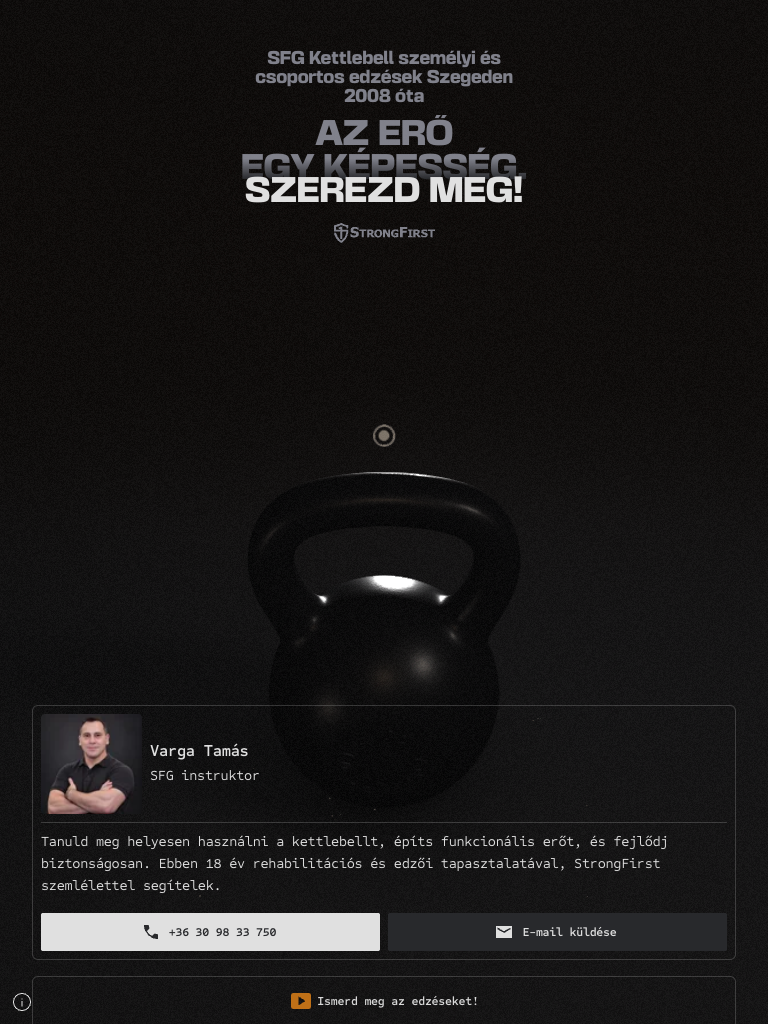 SFG Kettlebell személyi és
csoportos edzések Szegeden
2008 óta
AZ ERŐ
EGY KÉPESSÉG.
SZEREZD MEG!
STRONGFIRST
Varga Tamás
SFG instruktor
Tanuld meg helyesen használni a kettlebellt, építs funkcionális erőt, és fejlődj
biztonságosan. Ebben 18 év rehabilitációs és edzői tapasztalatával, StrongFirst
szemlélettel segítelek.
+36 30 98 33 750
E-mail küldése
Ismerd meg az edzéseket!